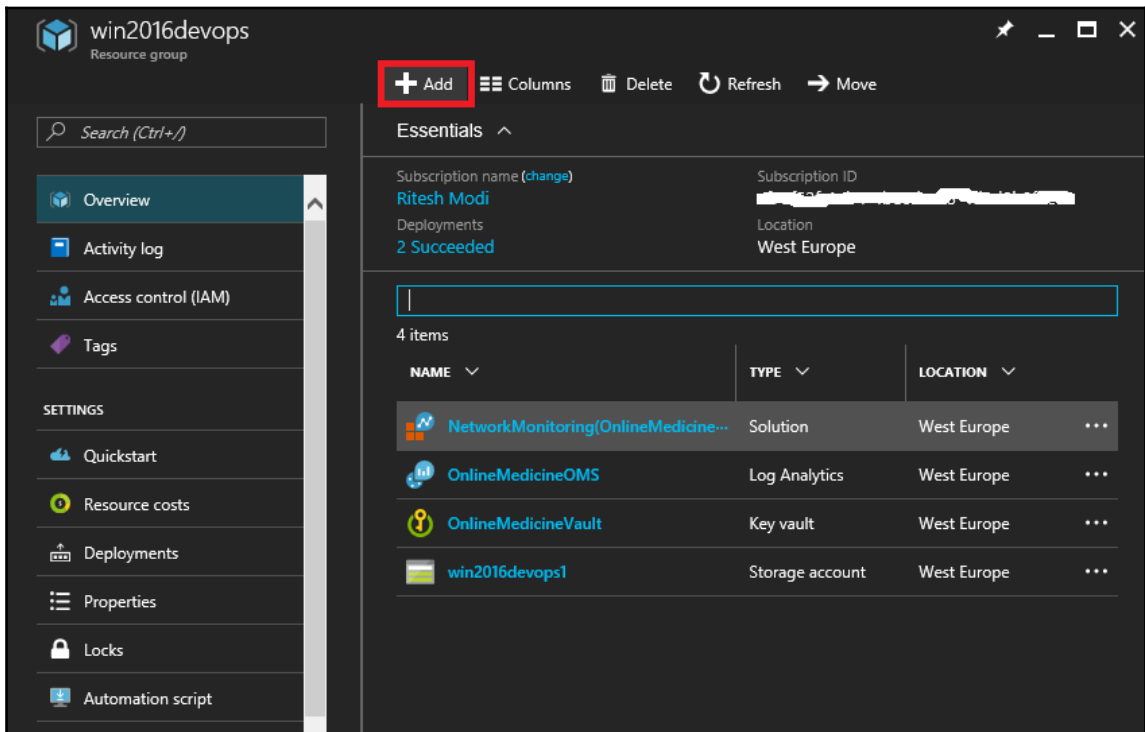 win2016devops
Resource group
Add Columns Delete Refresh Move
Search (Ctrl+/)
Overview
Activity log
Access control (IAM)
Tags
SETTINGS
Quickstart
Resource costs
Deployments
Properties
Locks
Automation script
Essentials
Subscription name (change) Subscription ID
Ritesh Modi
Deployments Location
2 Succeeded West Europe
4 items
NAME TYPE LOCATION
NetworkMonitoring(OnlineMedicine··· Solution West Europe ···
OnlineMedicineOMS Log Analytics West Europe ···
OnlineMedicineVault Key vault West Europe ···
win2016devops1 Storage account West Europe ···